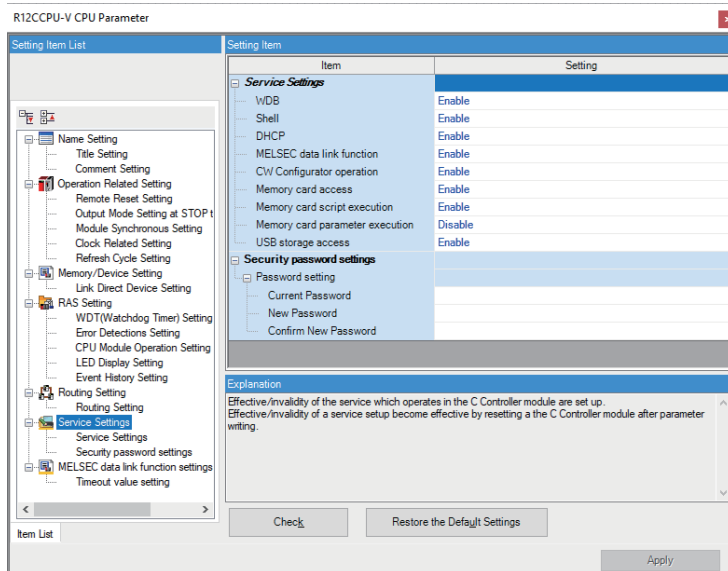 R12CCPU-V CPU Parameter
Setting Item List
Name Setting
Title Setting
Comment Setting
Operation Related Setting
Remote Reset Setting
Output Mode Setting at STOP t
Module Synchronous Setting
Clock Related Setting
Refresh Cycle Setting
Memory/Device Setting
Link Direct Device Setting
RAS Setting
WDT(Watchdog Timer) Setting
Error Detections Setting
CPU Module Operation Setting
LED Display Setting
Event History Setting
Routing Setting
Routing Setting
Service Settings
Service Settings
Security password settings
MELSEC data link function settings
Timeout value setting
Item List
Setting Item
Item Setting
Service Settings
WDB Enable
Shell Enable
DHCP Enable
MELSEC data link function Enable
CW Configurator operation Enable
Memory card access Enable
Memory card script execution Enable
Memory card parameter execution Disable
USB storage access Enable
Security password settings
Password setting
Current Password
New Password
Confirm New Password
Explanation
Effective/invalidity of the service which operates in the C Controller module are set up.
Effective/invalidity of a service setup become effective by resetting a the C Controller module after parameter
writing.
Check Restore the Default Settings
Apply